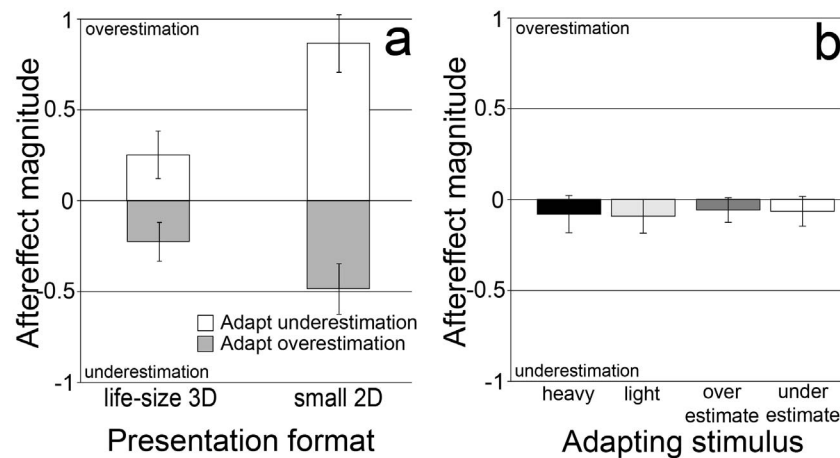 a
overestimation
1
0.5
0
-0.5
-1
Aftereffect magnitude
Adapt underestimation
Adapt overestimation
underestimation
life-size 3D
small 2D
Presentation format
b
overestimation
1
0.5
0
-0.5
-1
Aftereffect magnitude
underestimation
heavy
light
over
estimate
under
estimate
Adapting stimulus